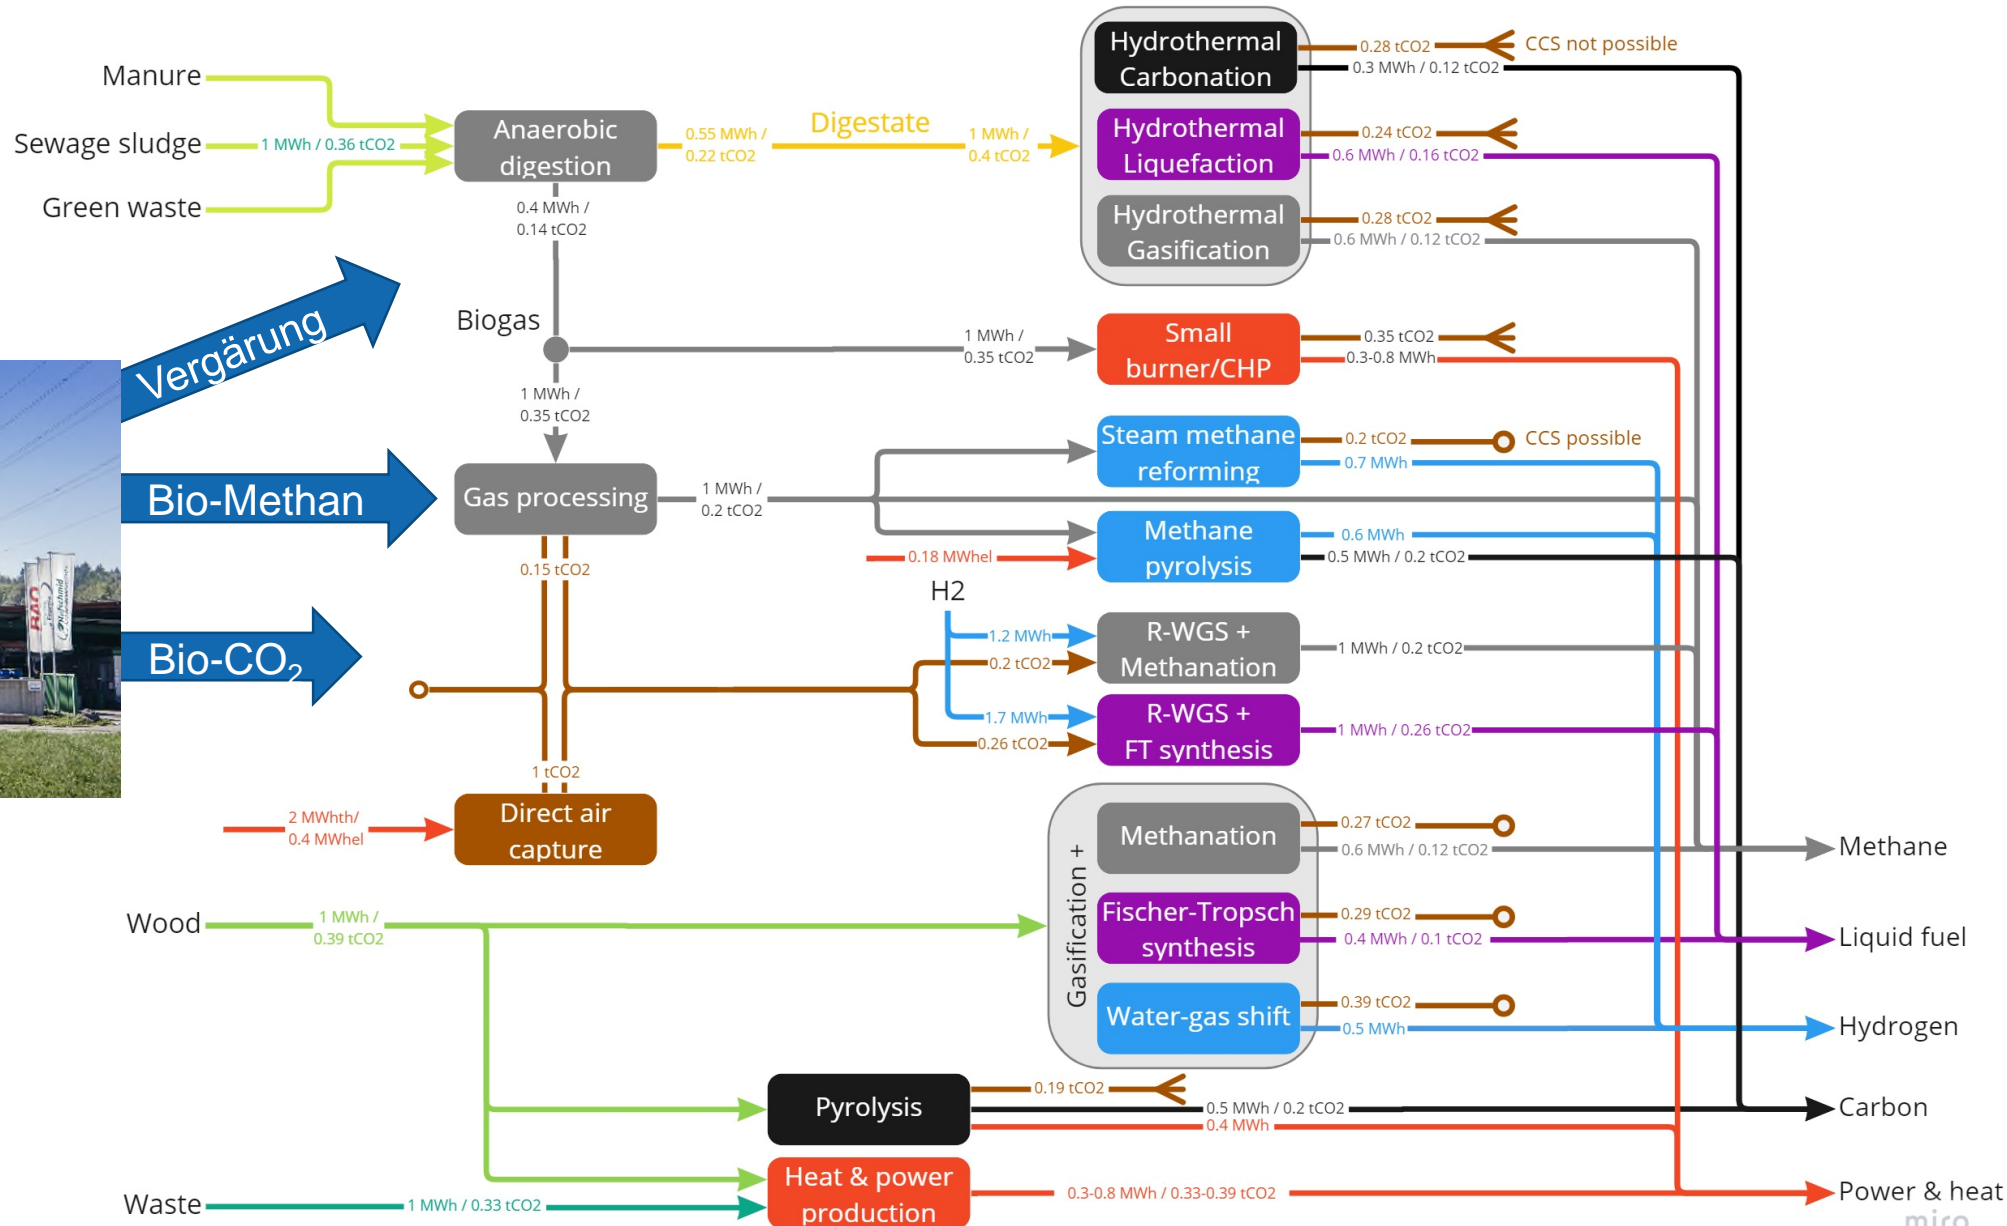 Manure
Sewage sludge
1 MWh / 0.36 tCO2
Green waste
Anaerobic
digestion
0.55 MWh /
0.22 tCO2
Digestate
1 MWh /
0.4 tCO2
Hydrothermal
Carbonation
0.28 tCO2
CCS not possible
0.3 MWh / 0.12 tCO2
Hydrothermal
Liquefaction
0.24 tCO2
0.6 MWh / 0.16 tCO2
Hydrothermal
Gasification
0.28 tCO2
0.6 MWh / 0.12 tCO2
0.4 MWh /
0.14 tCO2
Biogas
1 MWh /
0.35 tCO2
Small
burner/CHP
0.35 tCO2
0.3-0.8 MWh
1 MWh /
0.35 tCO2
Vergärung
Bio-Methan
Bio-CO2
BAO
Gas processing
1 MWh /
0.2 tCO2
Steam methane
reforming
0.2 tCO2
CCS possible
0.7 MWh
Methane
pyrolysis
0.18 MWhel
0.6 MWh
0.5 MWh / 0.2 tCO2
0.15 tCO2
H2
1.2 MWh
0.2 tCO2
R-WGS +
Methanation
1 MWh / 0.2 tCO2
1.7 MWh
0.26 tCO2
R-WGS +
FT synthesis
1 MWh / 0.26 tCO2
1 tCO2
2 MWhth/
0.4 MWhel
Direct air
capture
Wood
1 MWh /
0.39 tCO2
Gasification +
Methanation
0.27 tCO2
0.6 MWh / 0.12 tCO2
Methane
Fischer-Tropsch
synthesis
0.29 tCO2
0.4 MWh / 0.1 tCO2
Liquid fuel
Water-gas shift
0.39 tCO2
0.5 MWh
Hydrogen
Pyrolysis
0.19 tCO2
0.5 MWh / 0.2 tCO2
0.4 MWh
Carbon
Waste
1 MWh / 0.33 tCO2
Heat & power
production
0.3-0.8 MWh / 0.33-0.39 tCO2
Power & heat
miro